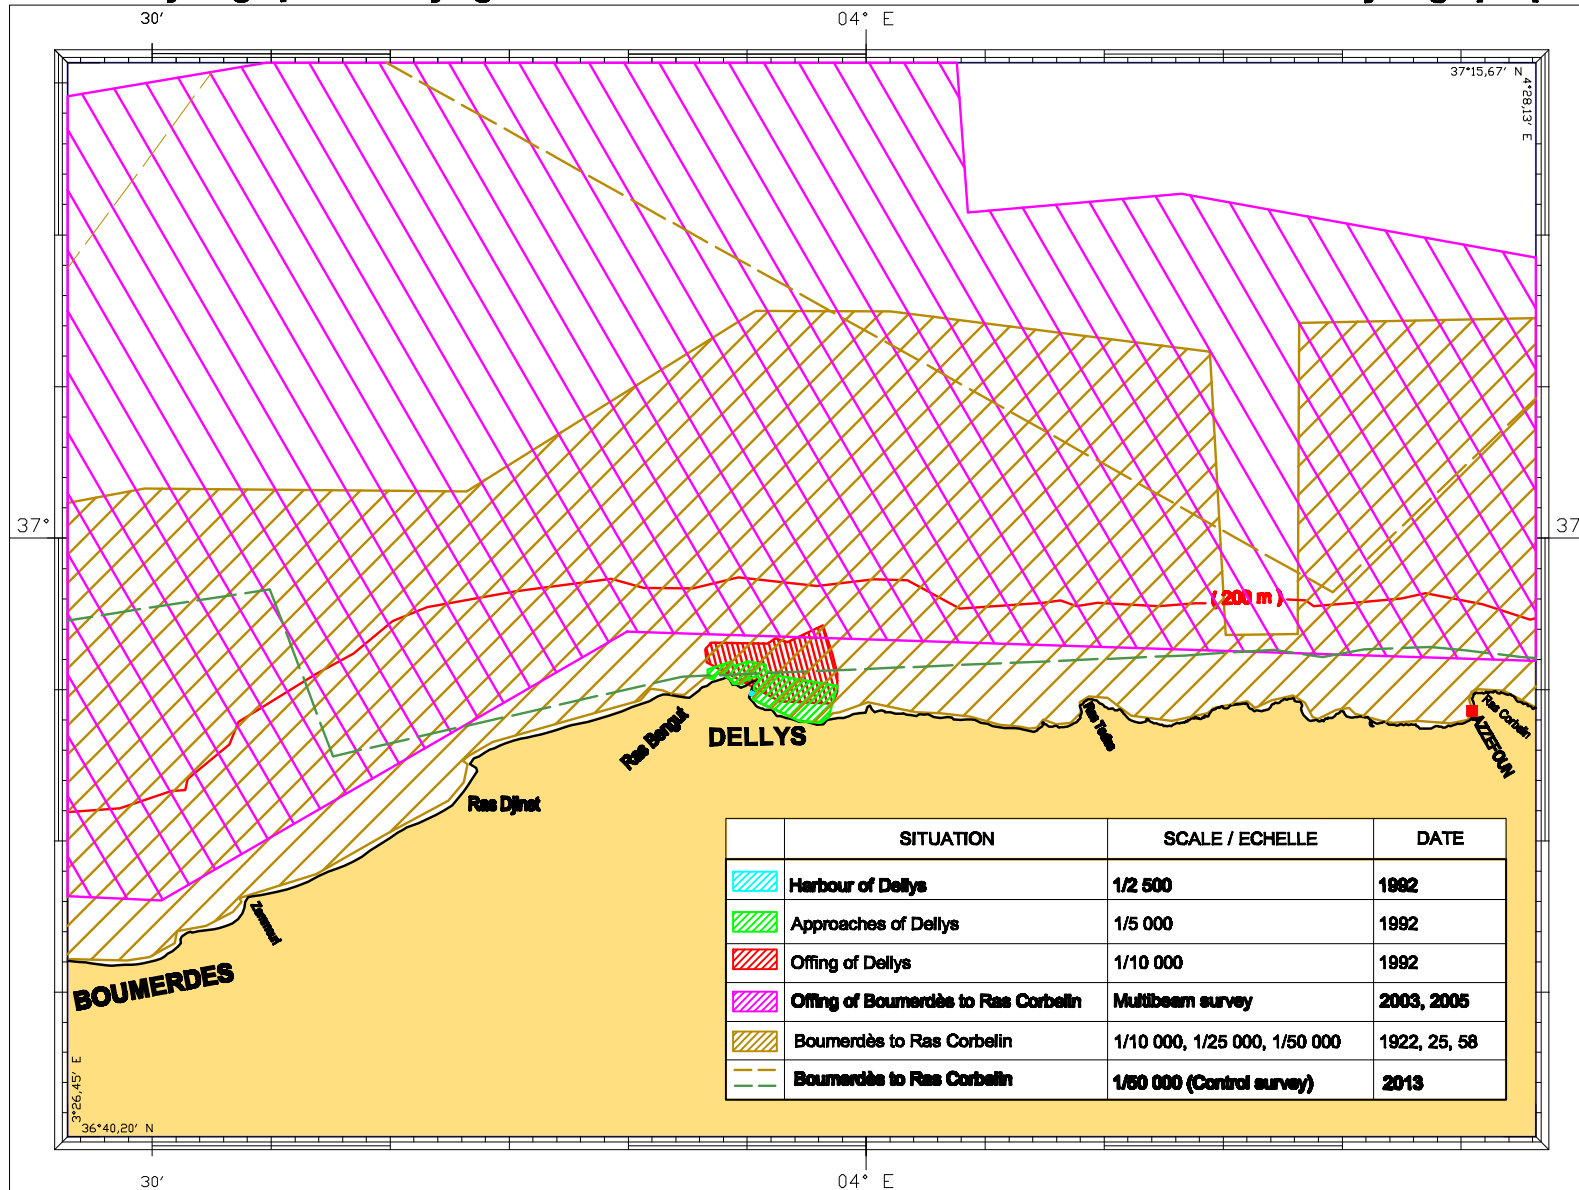 30′
04° E
37°15,67′ N
4°28,13′ E
37°
37
( 200 m )
Ras Bengut
DELLYS
Ras Tedles
Ras Corbelin
AZZEFOUN
Ras Djinet
Zemmouri
BOUMERDES
SITUATION SCALE / ECHELLE DATE
Harbour of Dellys 1/2 500 1992
Approaches of Dellys 1/5 000 1992
Offing of Dellys 1/10 000 1992
Offing of Boumerdès to Ras Corbelin Multibeam survey 2003, 2005
Boumerdès to Ras Corbelin 1/10 000, 1/25 000, 1/50 000 1922, 25, 58
Boumerdès to Ras Corbelin 1/50 000 (Control survey) 2013
3°26,45′ E
36°40,20′ N
30′
04° E